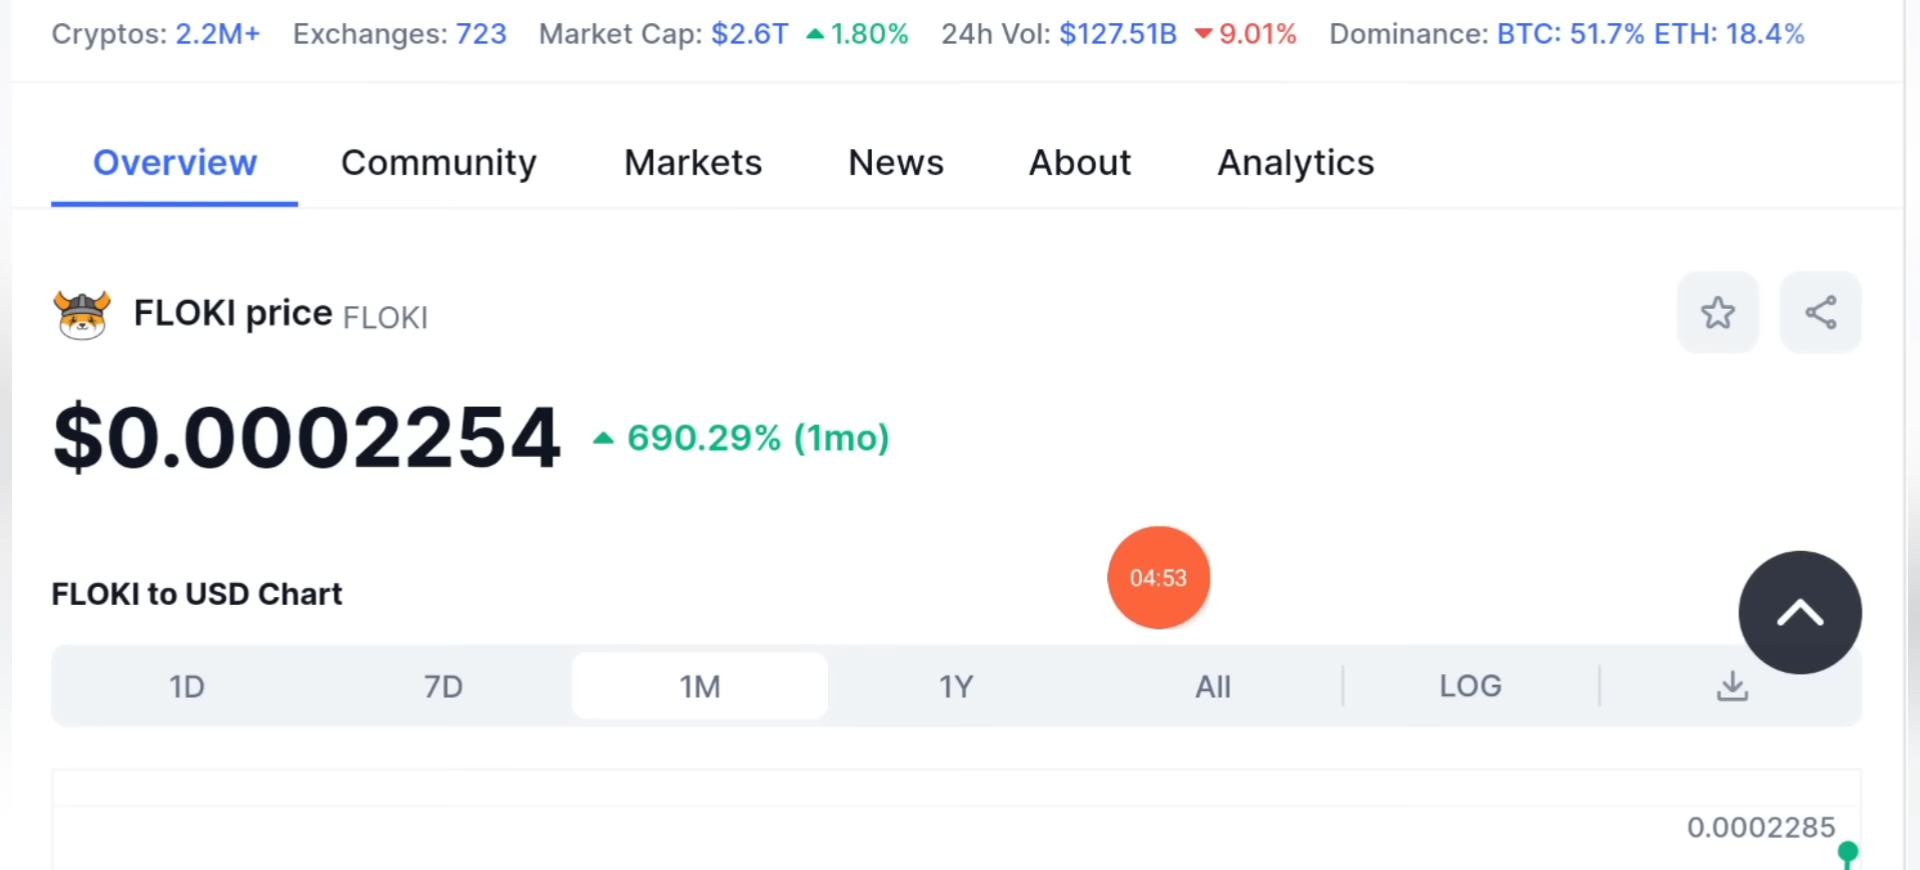 Cryptos: 2.2M+ Exchanges: 723 Market Cap: $2.6T 1.80% 24h Vol: $127.51B 9.01% Dominance: BTC: 51.7% ETH: 18.4%
Overview Community Markets News About Analytics
FLOKI price FLOKI
$0.0002254 690.29% (1mo)
04:53
FLOKI to USD Chart
1D 7D 1M 1Y All LOG
0.0002285